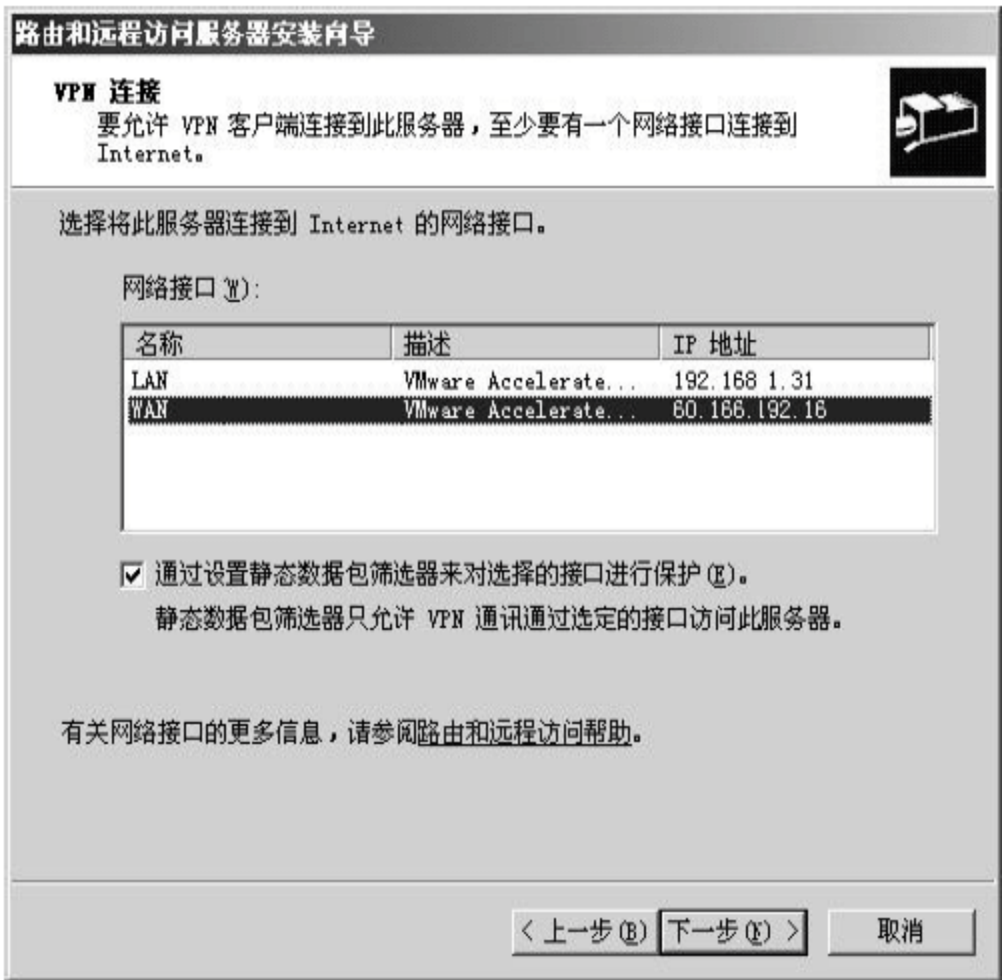 路由和远程访问服务器安装向导
VPN 连接
要允许 VPN 客户端连接到此服务器，至少要有一个网络接口连接到
Internet。
选择将此服务器连接到 Internet 的网络接口。
网络接口(W):
名称 描述 IP 地址
LAN VMware Accelerate... 192.168 1.31
WAN VMware Accelerate... 60.166.192.16
通过设置静态数据包筛选器来对选择的接口进行保护(E)。
静态数据包筛选器只允许 VPN 通讯通过选定的接口访问此服务器。
有关网络接口的更多信息，请参阅路由和远程访问帮助。
< 上一步(B) 下一步(N) > 取消